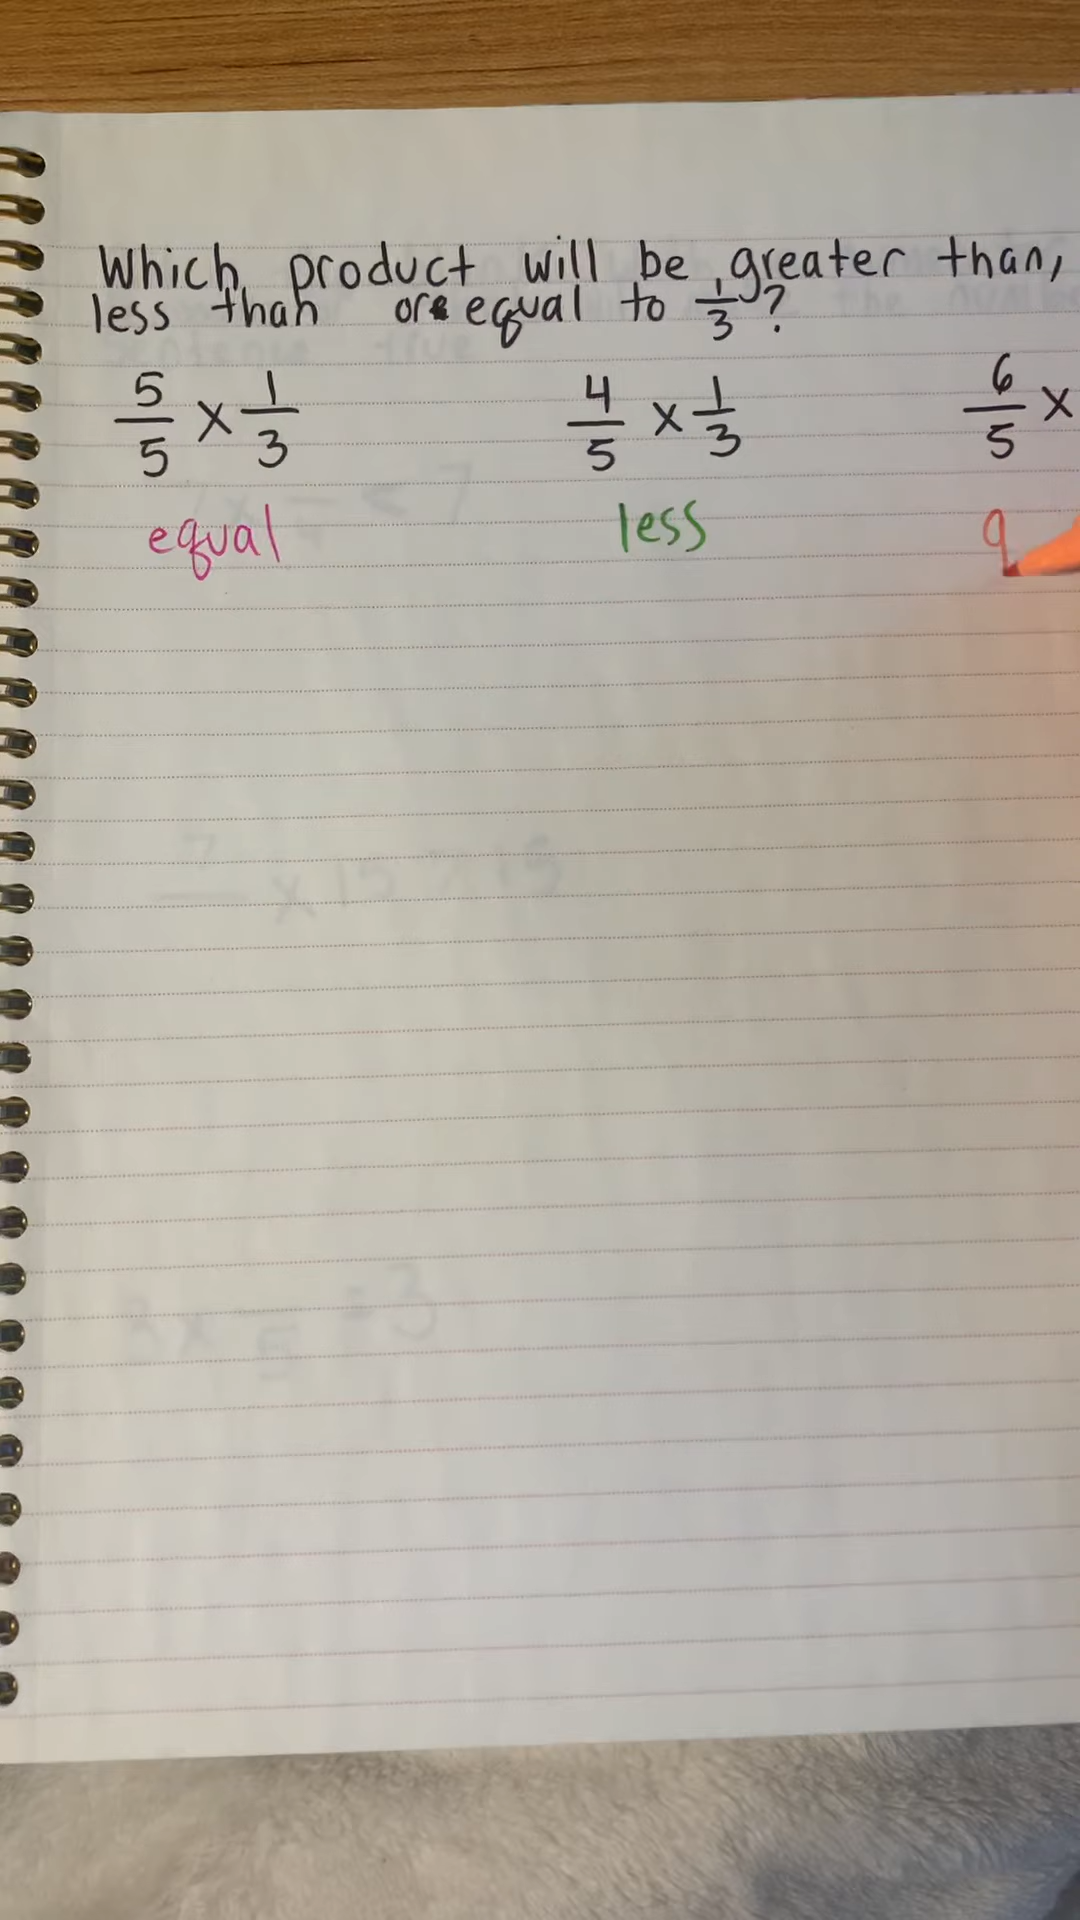 Which product will be greater than,
less than or equal to 1/3?
5/5 x 1/3 4/5 x 1/3 6/5 x
equal less g